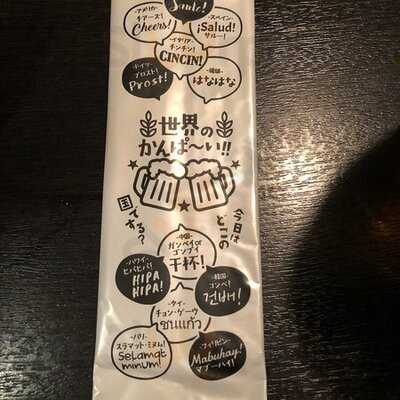 -アメリカ-
チアーズ!
Cheers!
-スペイン-
¡Salud!
サルー!
-イタリア-
チンチン!
CINCIN!
-ドイツ-
プロスト!
Prost!
はなはな
世界の
かんぱ〜い!!
今日は
どこの
国でする?
-中国-
ガンペイor
ゴンブイ
干杯!
-ハワイ-
ヒパヒパ!
HIPA
HIPA!
-韓国-
コンベ!
건배!
-タイ-
チョン・ゲーウ
ชนแก้ว
-バリ-
スラマット・ミヌム!
Selamat
minum!
-フィリピン-
Mabuhay!
マブーハイ!